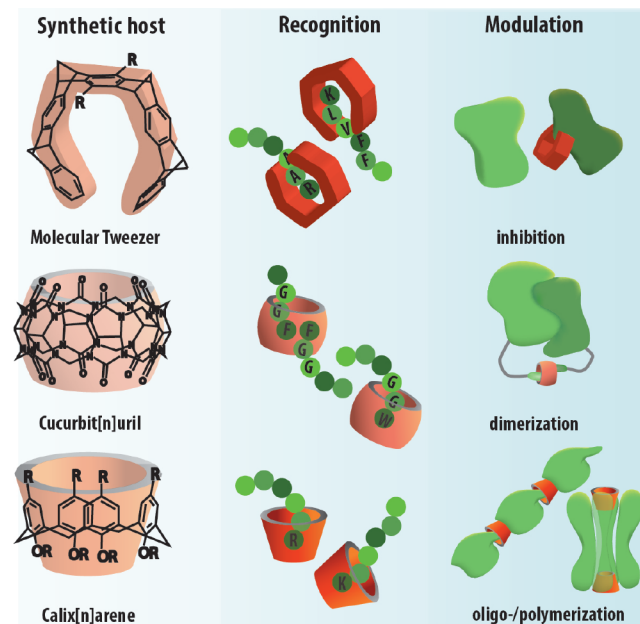 Synthetic host
Recognition
Modulation
R
R
K
L
V
F
F
A
R
Molecular Tweezer
inhibition
O O O O O O
N N N N N N N N
N N N N N N N N
O O O O O O
G
G
F F
G
G
G
G
W
Cucurbit[n]uril
dimerization
R R R R
OR OR OR OR
R
K
Calix[n]arene
oligo-/polymerization